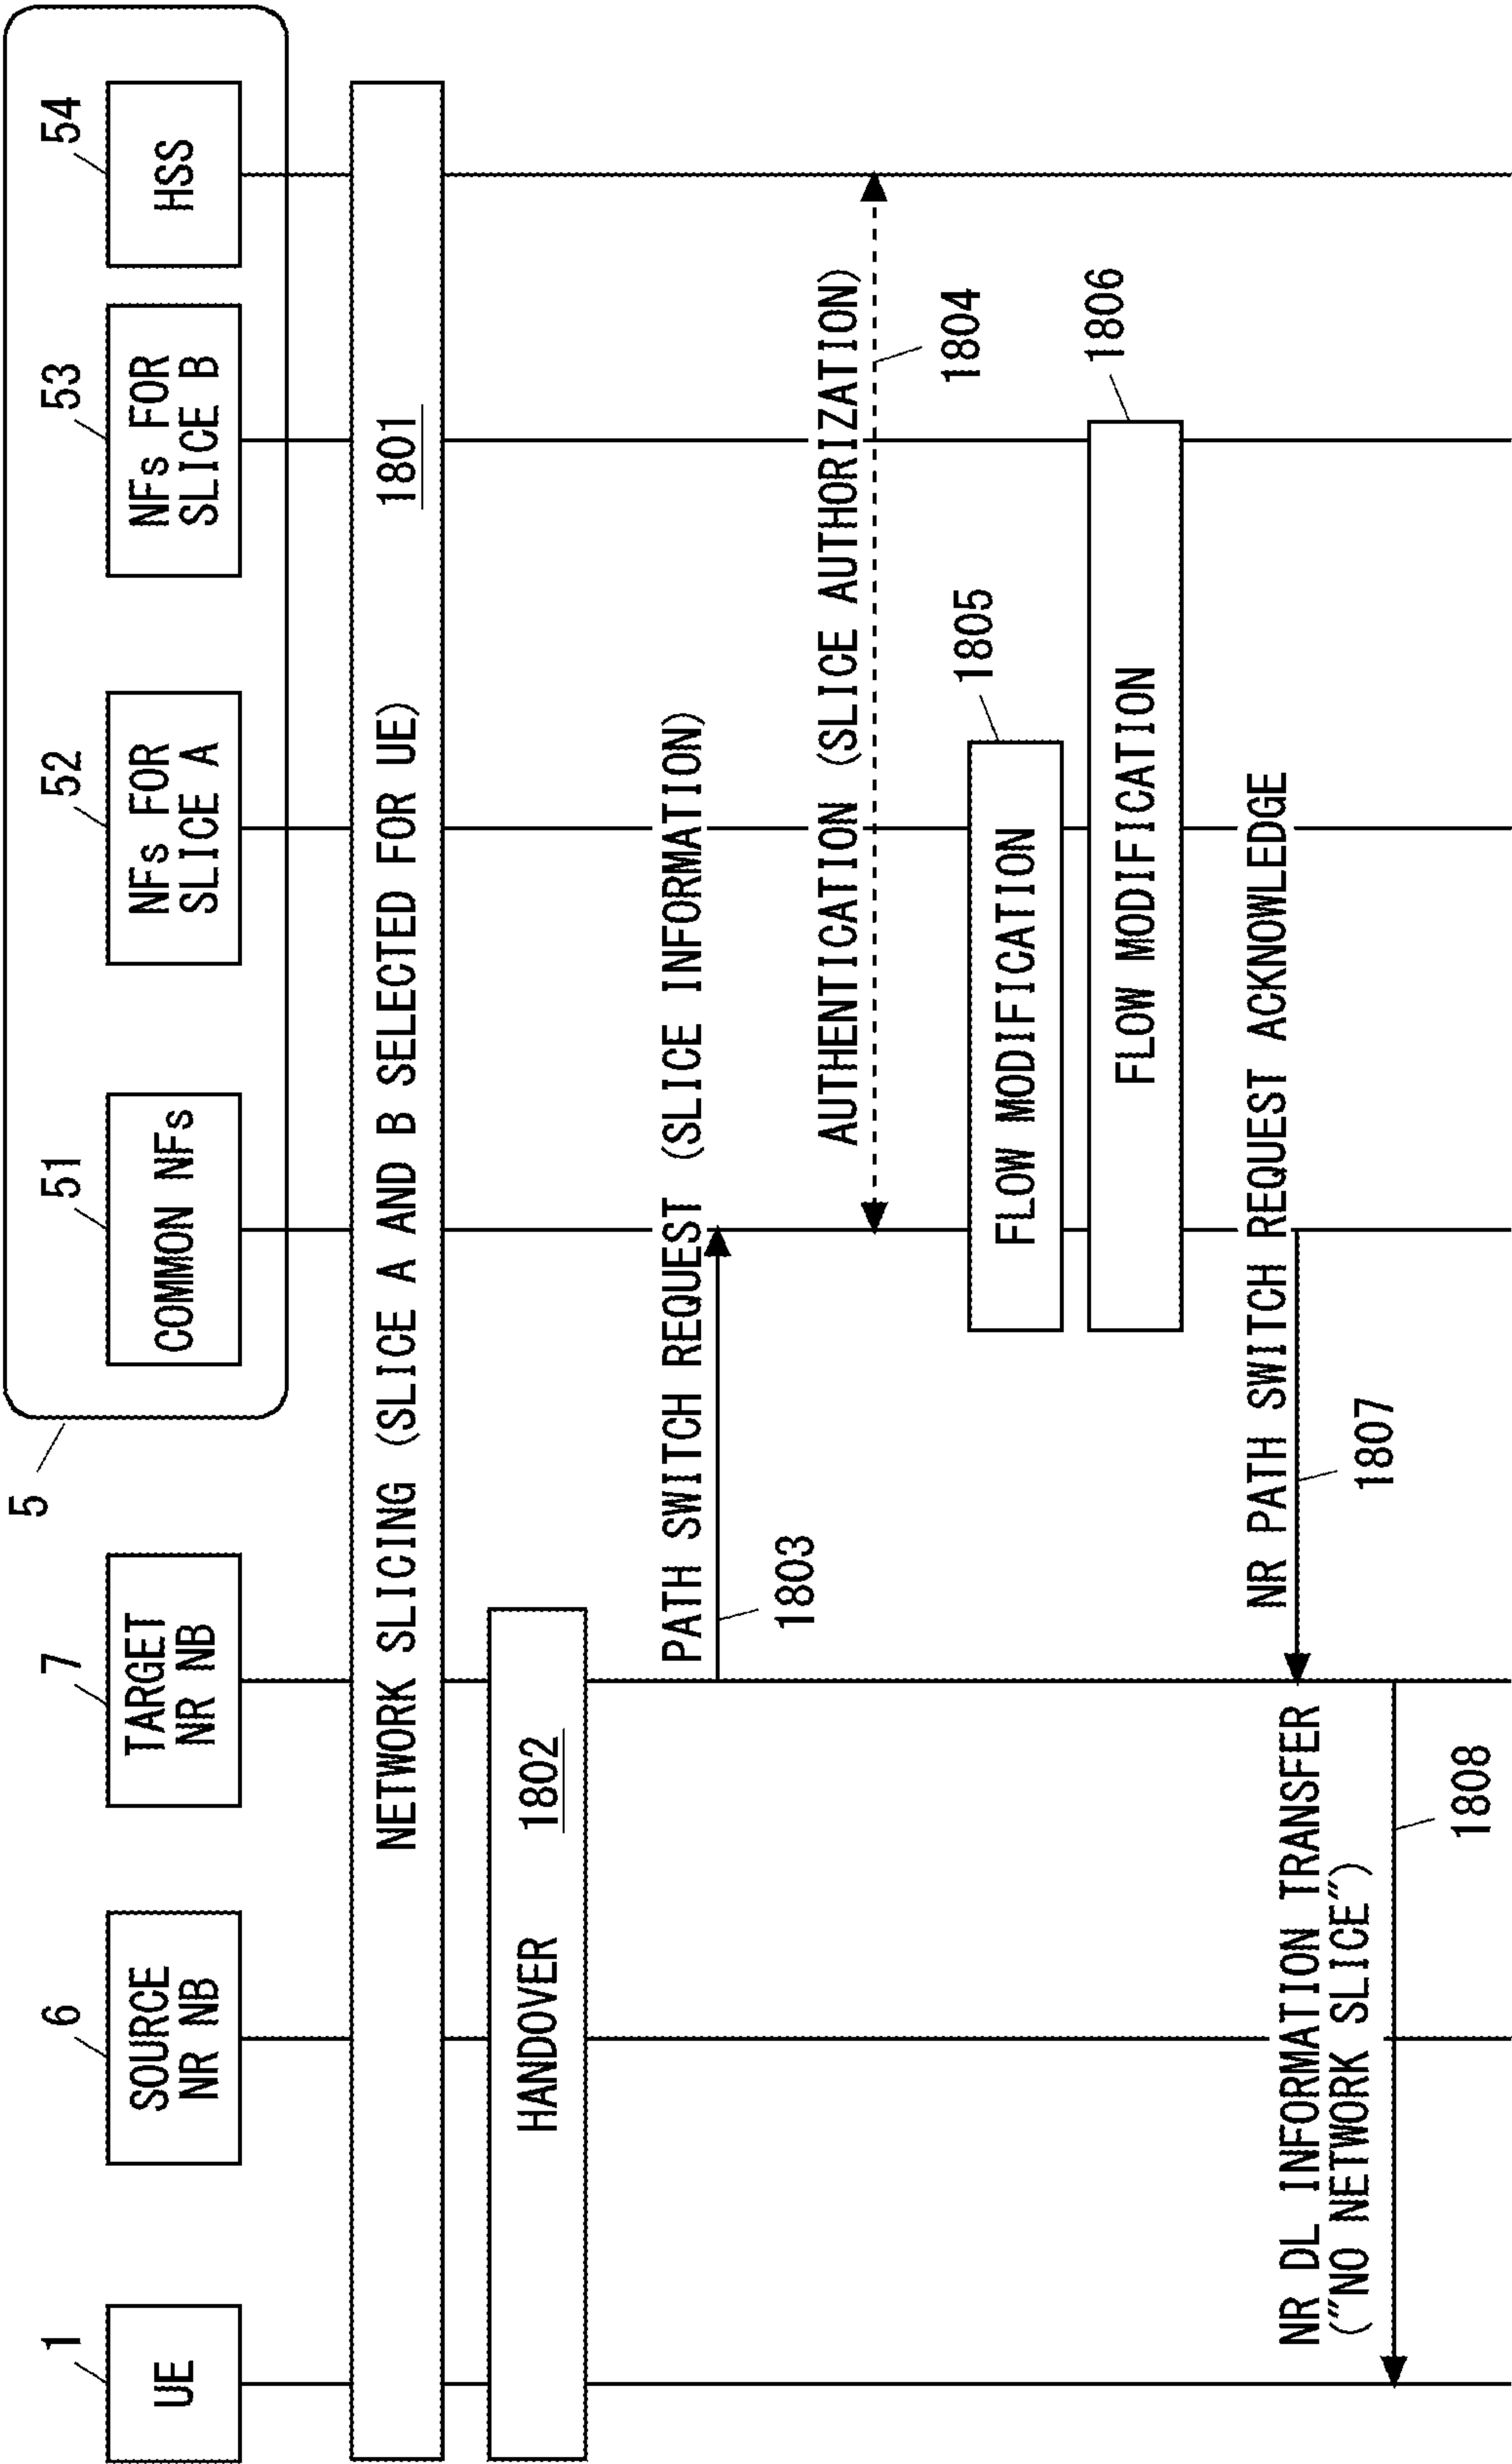 5
1
6
7
51
52
53
54
UE
SOURCE
NR NB
TARGET
NR NB
COMMON NFs
NFs FOR
SLICE A
NFs FOR
SLICE B
HSS
NETWORK SLICING (SLICE A AND B SELECTED FOR UE) 1801
HANDOVER 1802
PATH SWITCH REQUEST (SLICE INFORMATION)
1803
AUTHENTICATION (SLICE AUTHORIZATION)
1804
1805
FLOW MODIFICATION
1806
FLOW MODIFICATION
NR PATH SWITCH REQUEST ACKNOWLEDGE
1807
NR DL INFORMATION TRANSFER
("NO NETWORK SLICE")
1808